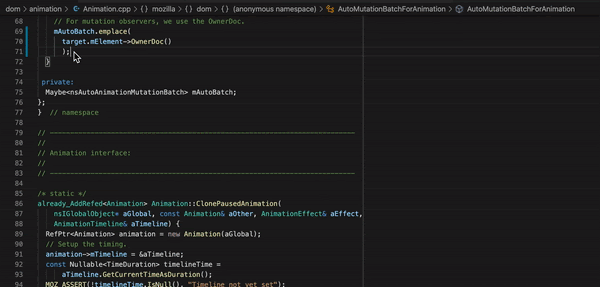 dom > animation > Animation.cpp > {} mozilla > {} dom > {} (anonymous namespace) > AutoMutationBatchForAnimation > AutoMutationBatchForAnimation
68 // For mutation observers, we use the OwnerDoc.
69 mAutoBatch.emplace(
70 target.mElement->OwnerDoc()
71 );
72 }
73
74 private:
75 Maybe<nsAutoAnimationMutationBatch> mAutoBatch;
76 };
77 } // namespace
78
79 // ---------------------------------------------------------------------------
80 //
81 // Animation interface:
82 //
83 // ---------------------------------------------------------------------------
84
85 /* static */
86 already_AddRefed<Animation> Animation::ClonePausedAnimation(
87 nsIGlobalObject* aGlobal, const Animation& aOther, AnimationEffect& aEffect,
88 AnimationTimeline& aTimeline) {
89 RefPtr<Animation> animation = new Animation(aGlobal);
90 // Setup the timing.
91 animation->mTimeline = &aTimeline;
92 const Nullable<TimeDuration> timelineTime =
93 aTimeline.GetCurrentTimeAsDuration();
94 MOZ_ASSERT(!timelineTime.IsNull(), "Timeline not yet set");